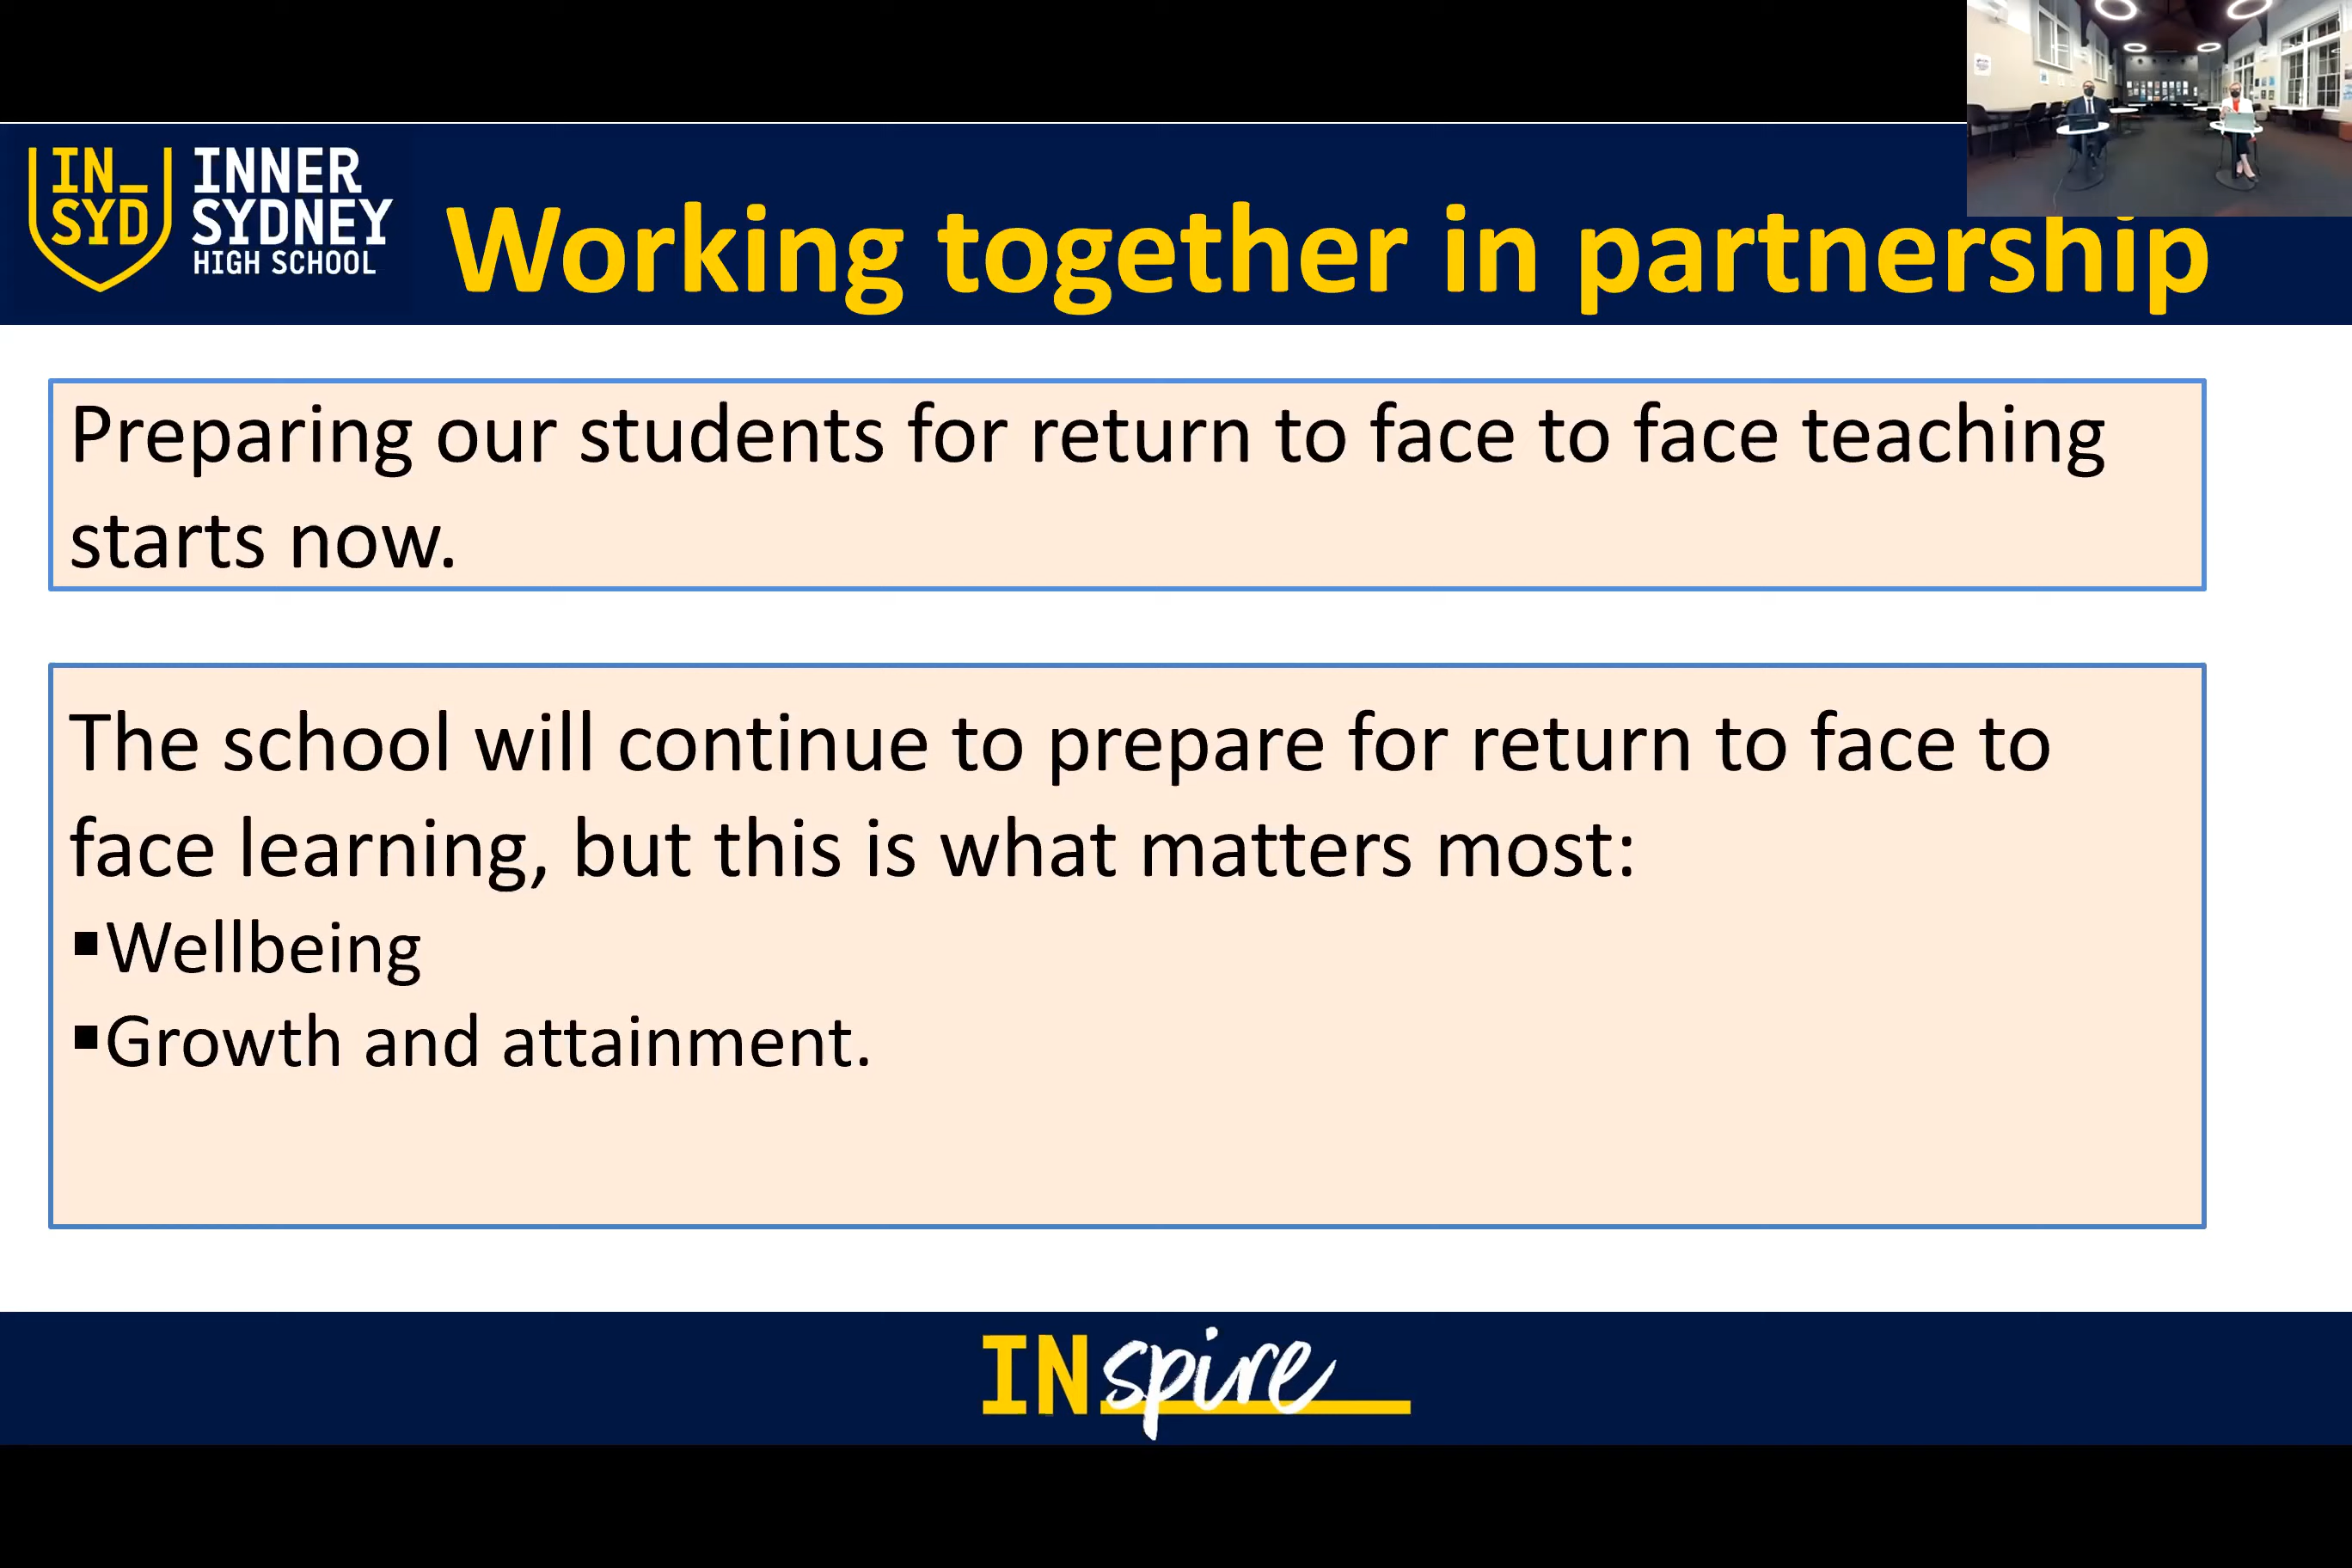 IN_
SYD
INNER
SYDNEY
HIGH SCHOOL
Working together in partnership
Preparing our students for return to face to face teaching
starts now.
The school will continue to prepare for return to face to
face learning, but this is what matters most:
▪Wellbeing
▪Growth and attainment.
INspire